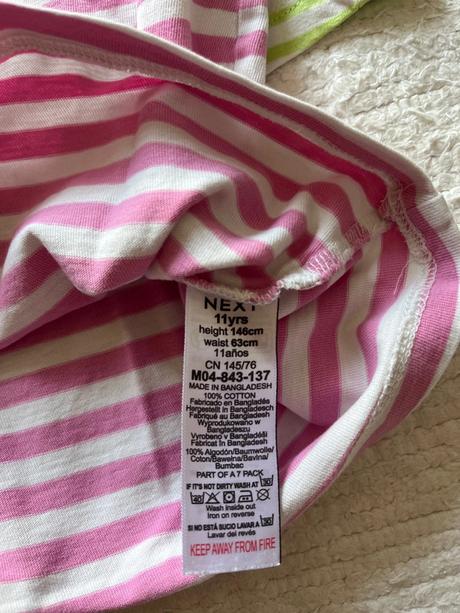 NEXT
11yrs
height 146cm
waist 63cm
11años
CN 145/76
M04-843-137
MADE IN BANGLADESH
100% COTTON
Fabricado en Bangladés
Hergestellt in Bangladesch
Fabriqué au Bangladesh
Wyprodukowano w
Bangladeszu
Vyrobeno v Bangladéši
Fabricat în Bangladesh
100% Algodón/Baumwolle/
Coton/Bawełna/Bavlna/
Bumbac
PART OF A 7 PACK
IF IT'S NOT DIRTY WASH AT 30
40
Wash inside out
Iron on reverse
SI NO ESTÁ SUCIO LAVAR A 30
Lavar del revés
KEEP AWAY FROM FIRE